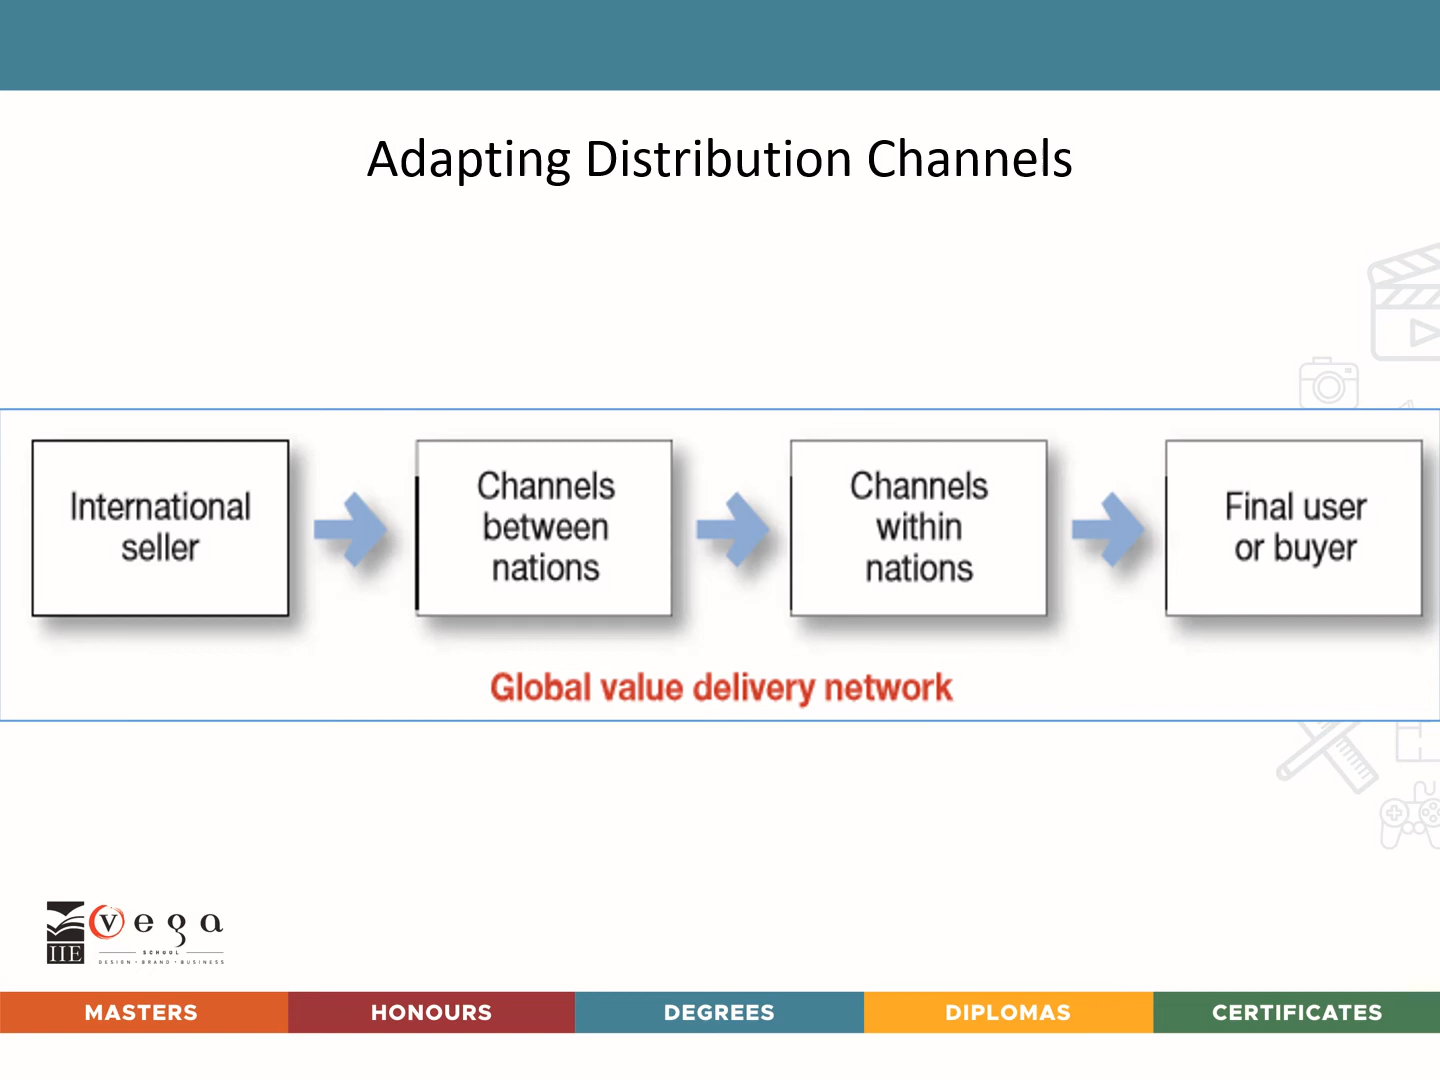 Adapting Distribution Channels
International
seller
Channels
between
nations
Channels
within
nations
Final user
or buyer
Global value delivery network
IIE
vega
SCHOOL
DESIGN • BRAND • BUSINESS
MASTERS
HONOURS
DEGREES
DIPLOMAS
CERTIFICATES